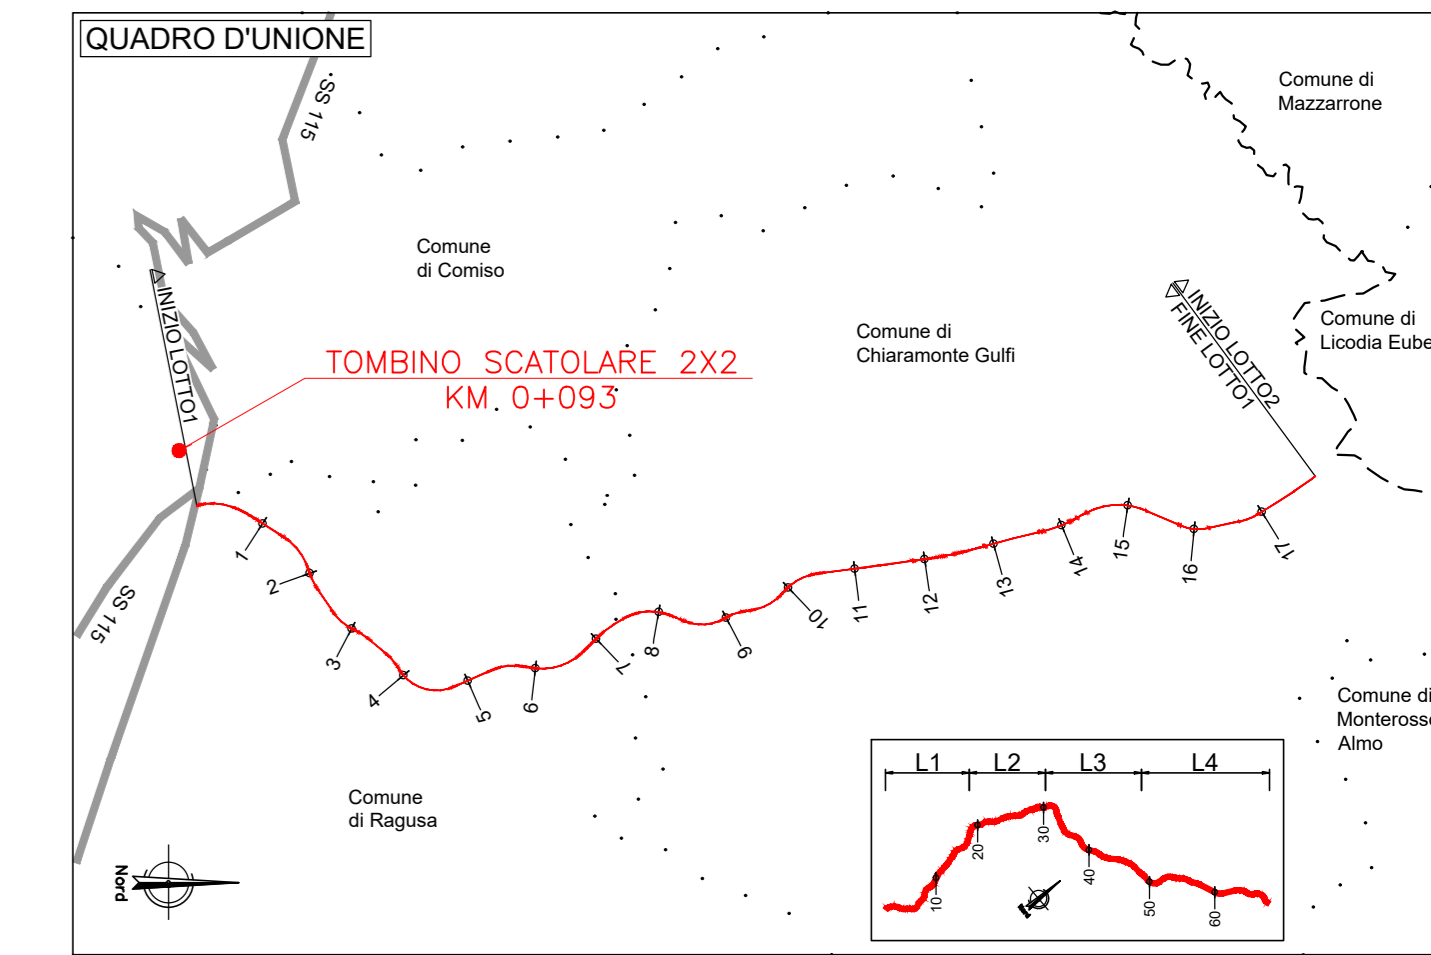 QUADRO D'UNIONE
SS 115
Comune di
Mazzarrone
Comune
di Comiso
INIZIO LOTTO1
INIZIO LOTTO2
FINE LOTTO1
Comune di
Chiaramonte Gulfi
Comune di
Licodia Eube
TOMBINO SCATOLARE 2X2
KM. 0+093
SS 115
1
2
3
4
5
6
7
8
9
10
11
12
13
14
15
16
17
Comune di
Monterosso
Almo
Comune
di Ragusa
Nord
L1 L2 L3 L4
10
20
30
40
50
60